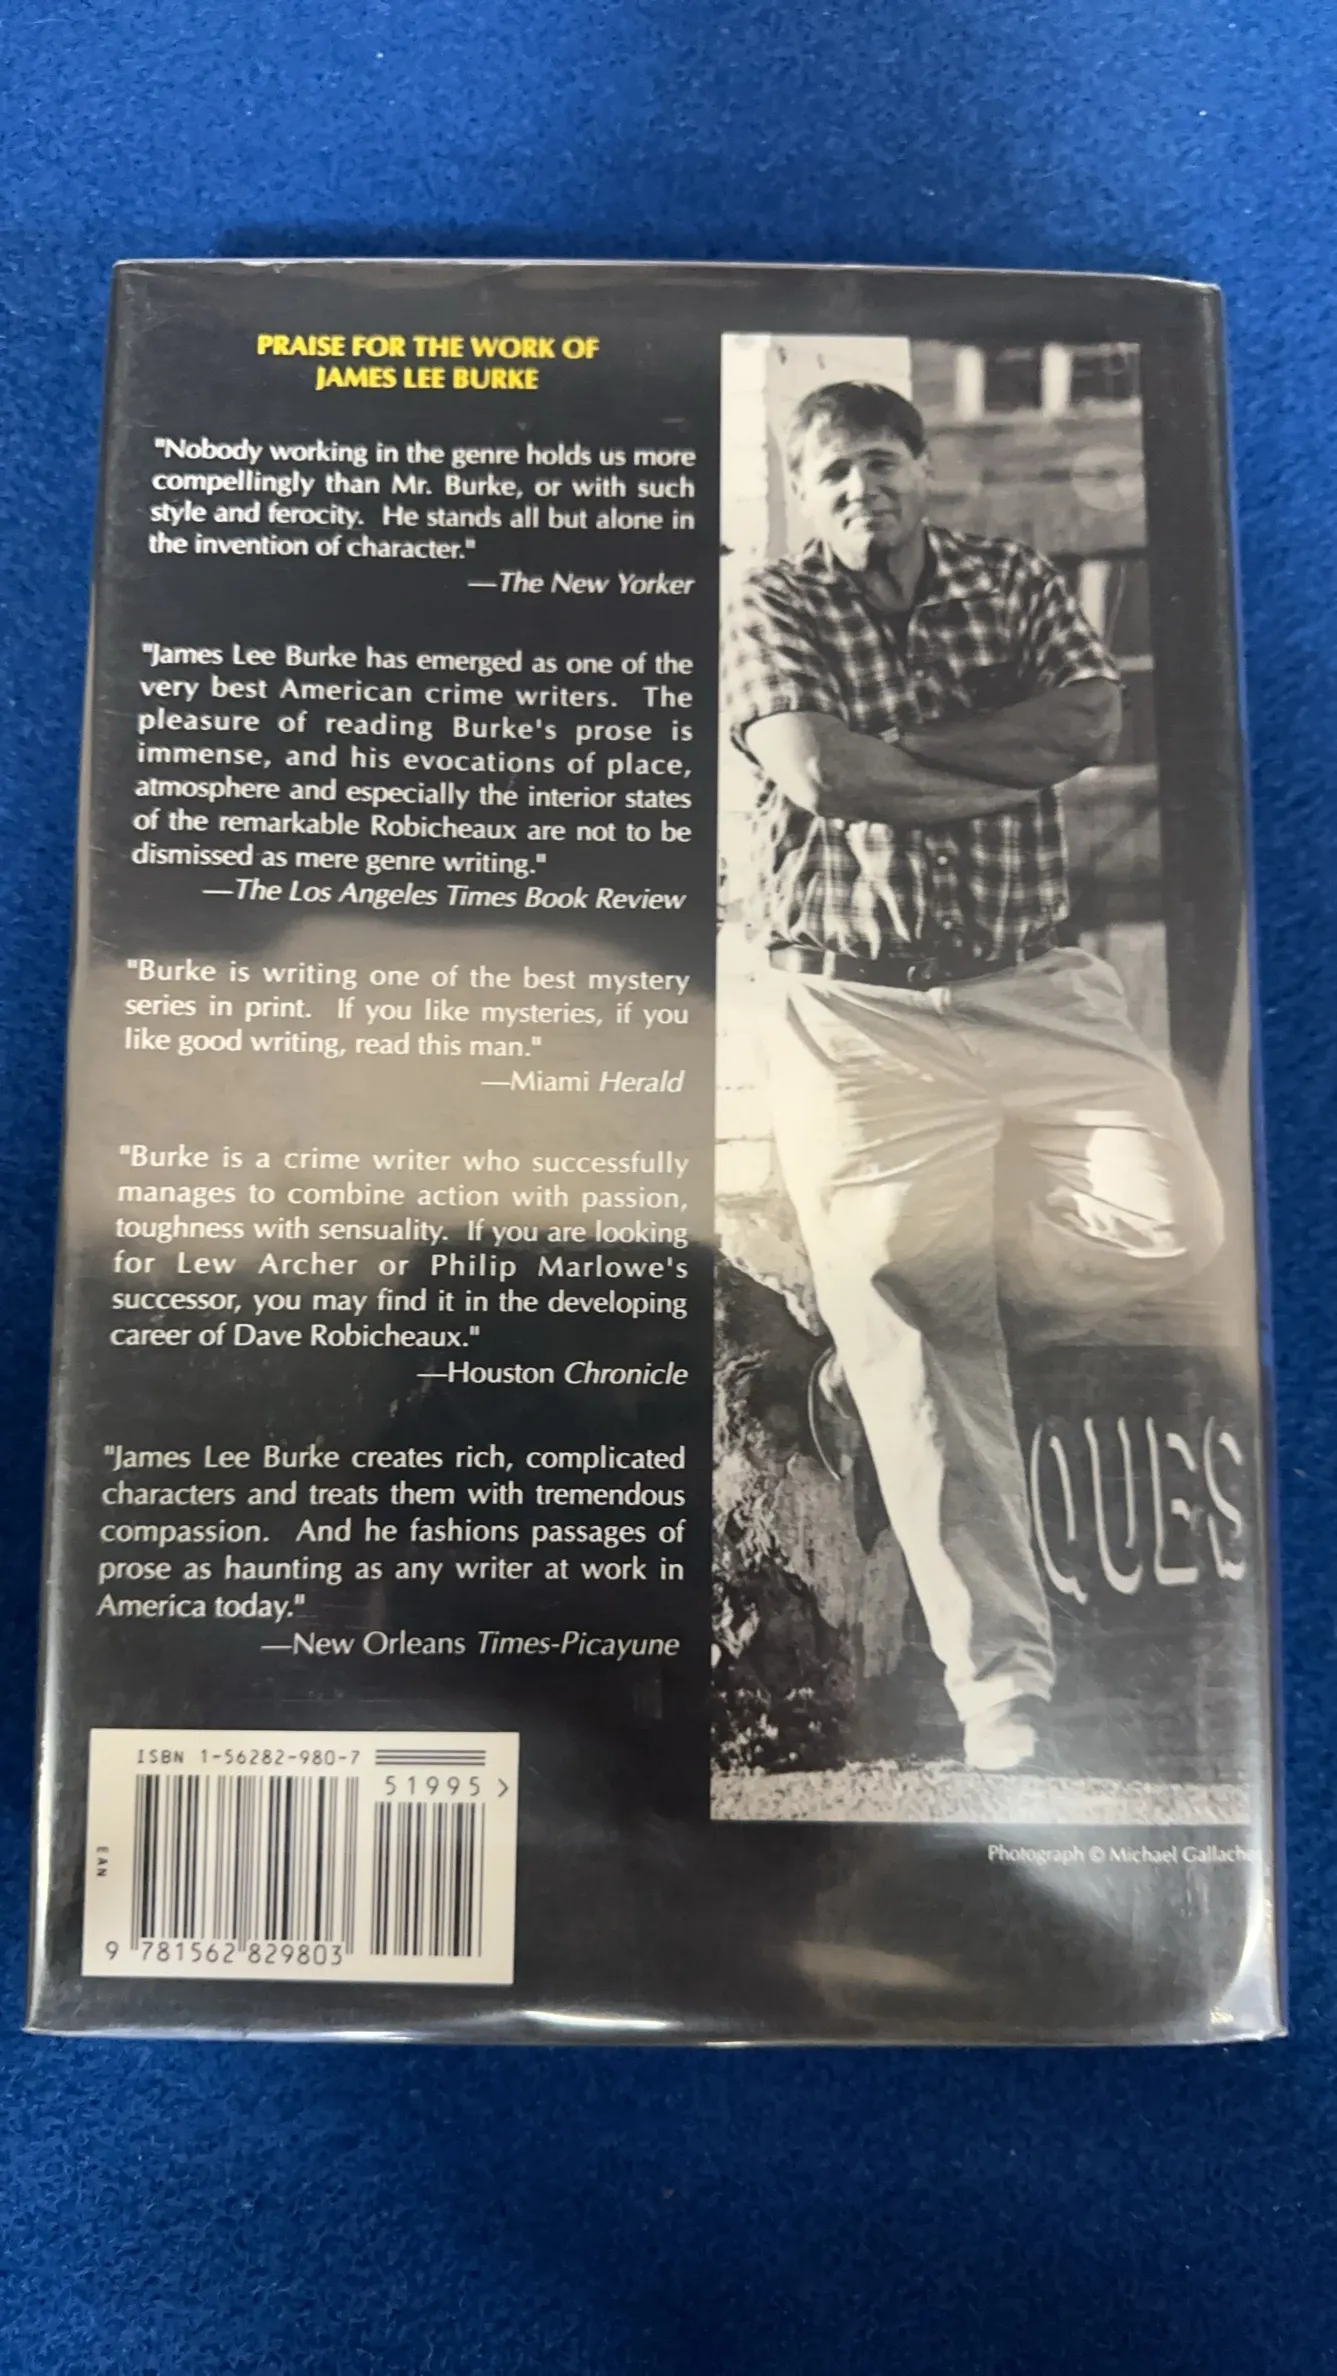 PRAISE FOR THE WORK OF
JAMES LEE BURKE
"Nobody working in the genre holds us more
compellingly than Mr. Burke, or with such
style and ferocity. He stands all but alone in
the invention of character."
—The New Yorker
"James Lee Burke has emerged as one of the
very best American crime writers. The
pleasure of reading Burke's prose is
immense, and his evocations of place,
atmosphere and especially the interior states
of the remarkable Robicheaux are not to be
dismissed as mere genre writing."
—The Los Angeles Times Book Review
"Burke is writing one of the best mystery
series in print. If you like mysteries, if you
like good writing, read this man."
—Miami Herald
"Burke is a crime writer who successfully
manages to combine action with passion,
toughness with sensuality. If you are looking
for Lew Archer or Philip Marlowe's
successor, you may find it in the developing
career of Dave Robicheaux."
—Houston Chronicle
"James Lee Burke creates rich, complicated
characters and treats them with tremendous
compassion. And he fashions passages of
prose as haunting as any writer at work in
America today."
—New Orleans Times-Picayune
ISBN 1-56282-980-7
51995>
EAN
9 781562 829803
QUES
Photograph © Michael Gallache